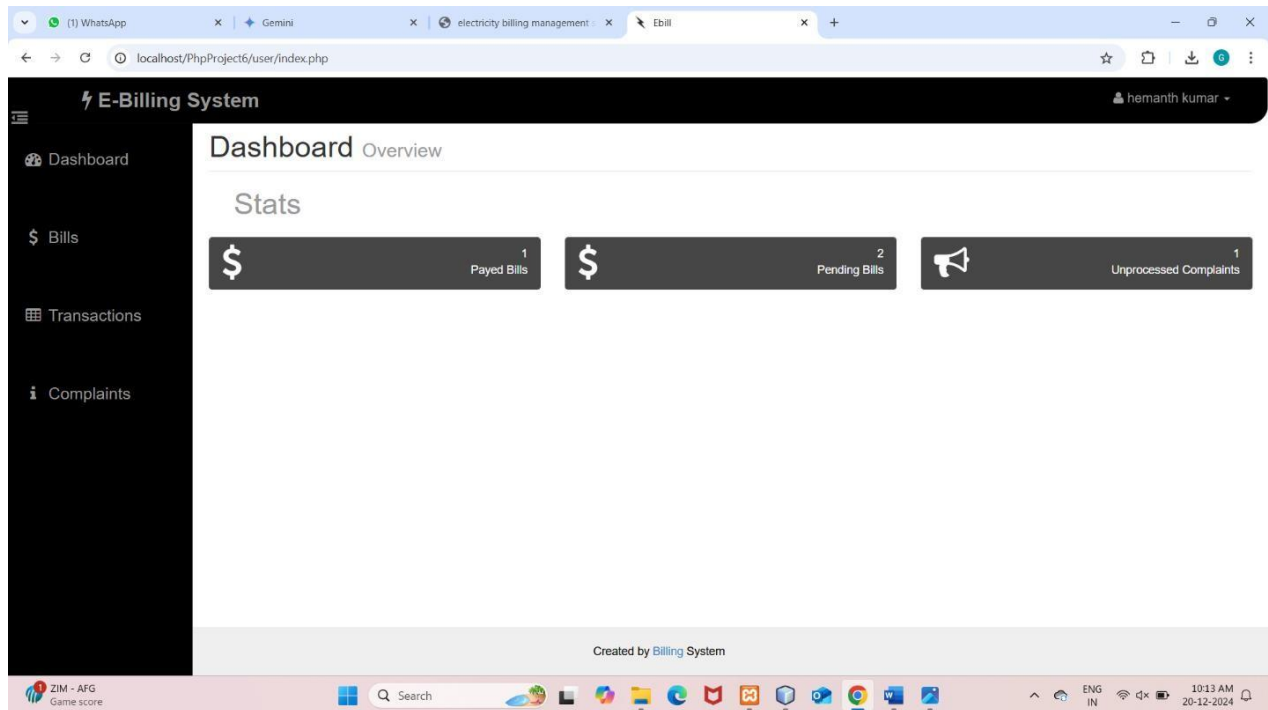 (1) WhatsApp
Gemini
electricity billing management
Ebill
localhost/PhpProject6/user/index.php
G
E-Billing System
hemanth kumar
Dashboard
Bills
Transactions
Complaints
Dashboard Overview
Stats
1
Payed Bills
2
Pending Bills
1
Unprocessed Complaints
Created by Billing System
1
ZIM - AFG
Game score
Search
ENG
IN
10:13 AM
20-12-2024